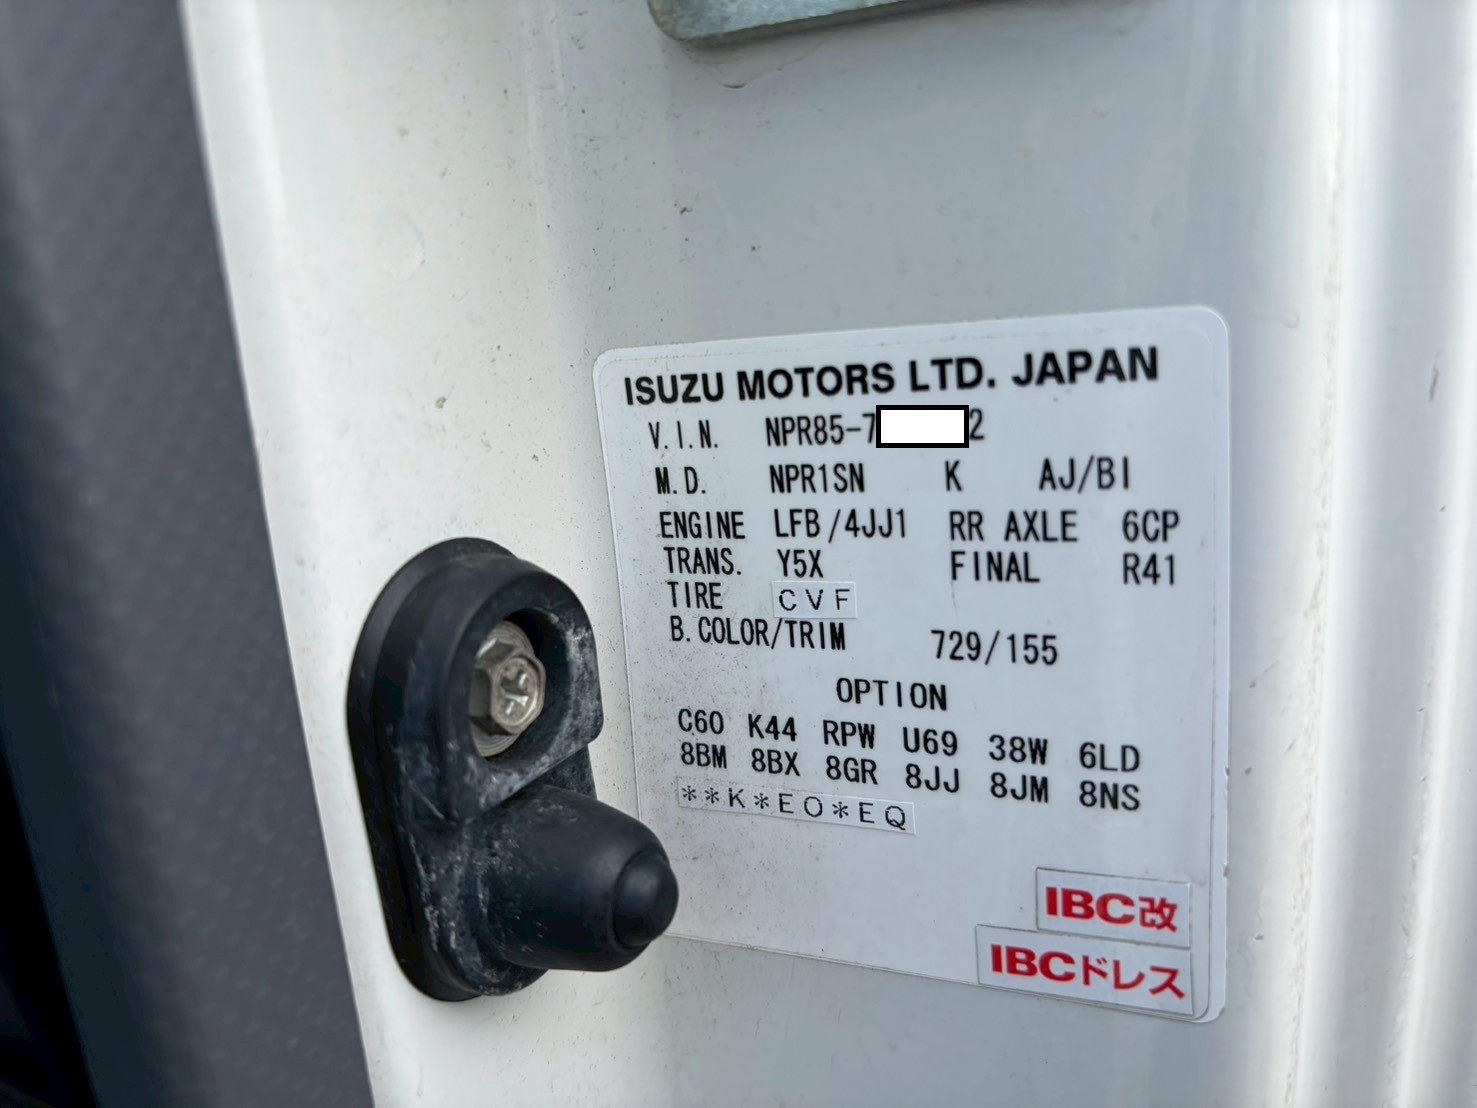 ISUZU MOTORS LTD. JAPAN
V.I.N. NPR85-7 2
M.D. NPR1SN K AJ/BI
ENGINE LFB/4JJ1 RR AXLE 6CP
TRANS. Y5X FINAL R41
TIRE CVF
B.COLOR/TRIM 729/155
OPTION
C60 K44 RPW U69 38W 6LD
8BM 8BX 8GR 8JJ 8JM 8NS
**K*EO*EQ
IBC改
IBCドレス